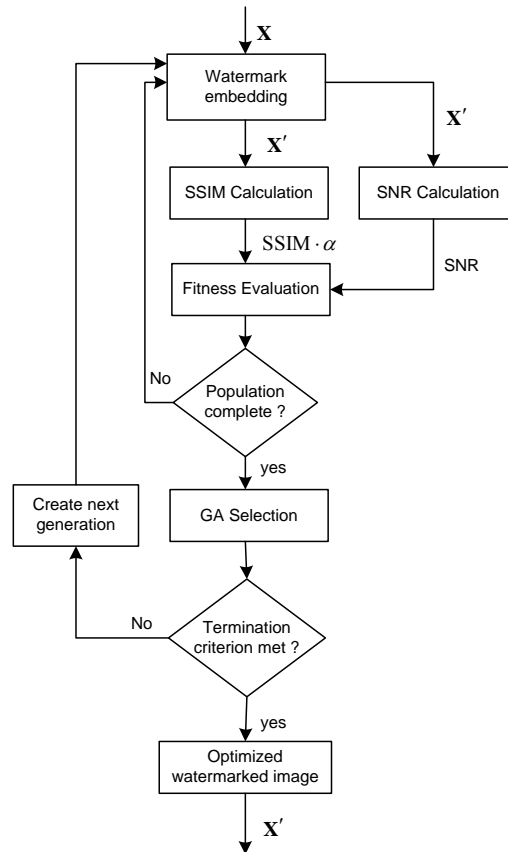 X
Watermark
embedding
X′
X′
SSIM Calculation
SNR Calculation
SSIM · α
SNR
Fitness Evaluation
No
Population
complete ?
yes
Create next
generation
GA Selection
No
Termination
criterion met ?
yes
Optimized
watermarked image
X′